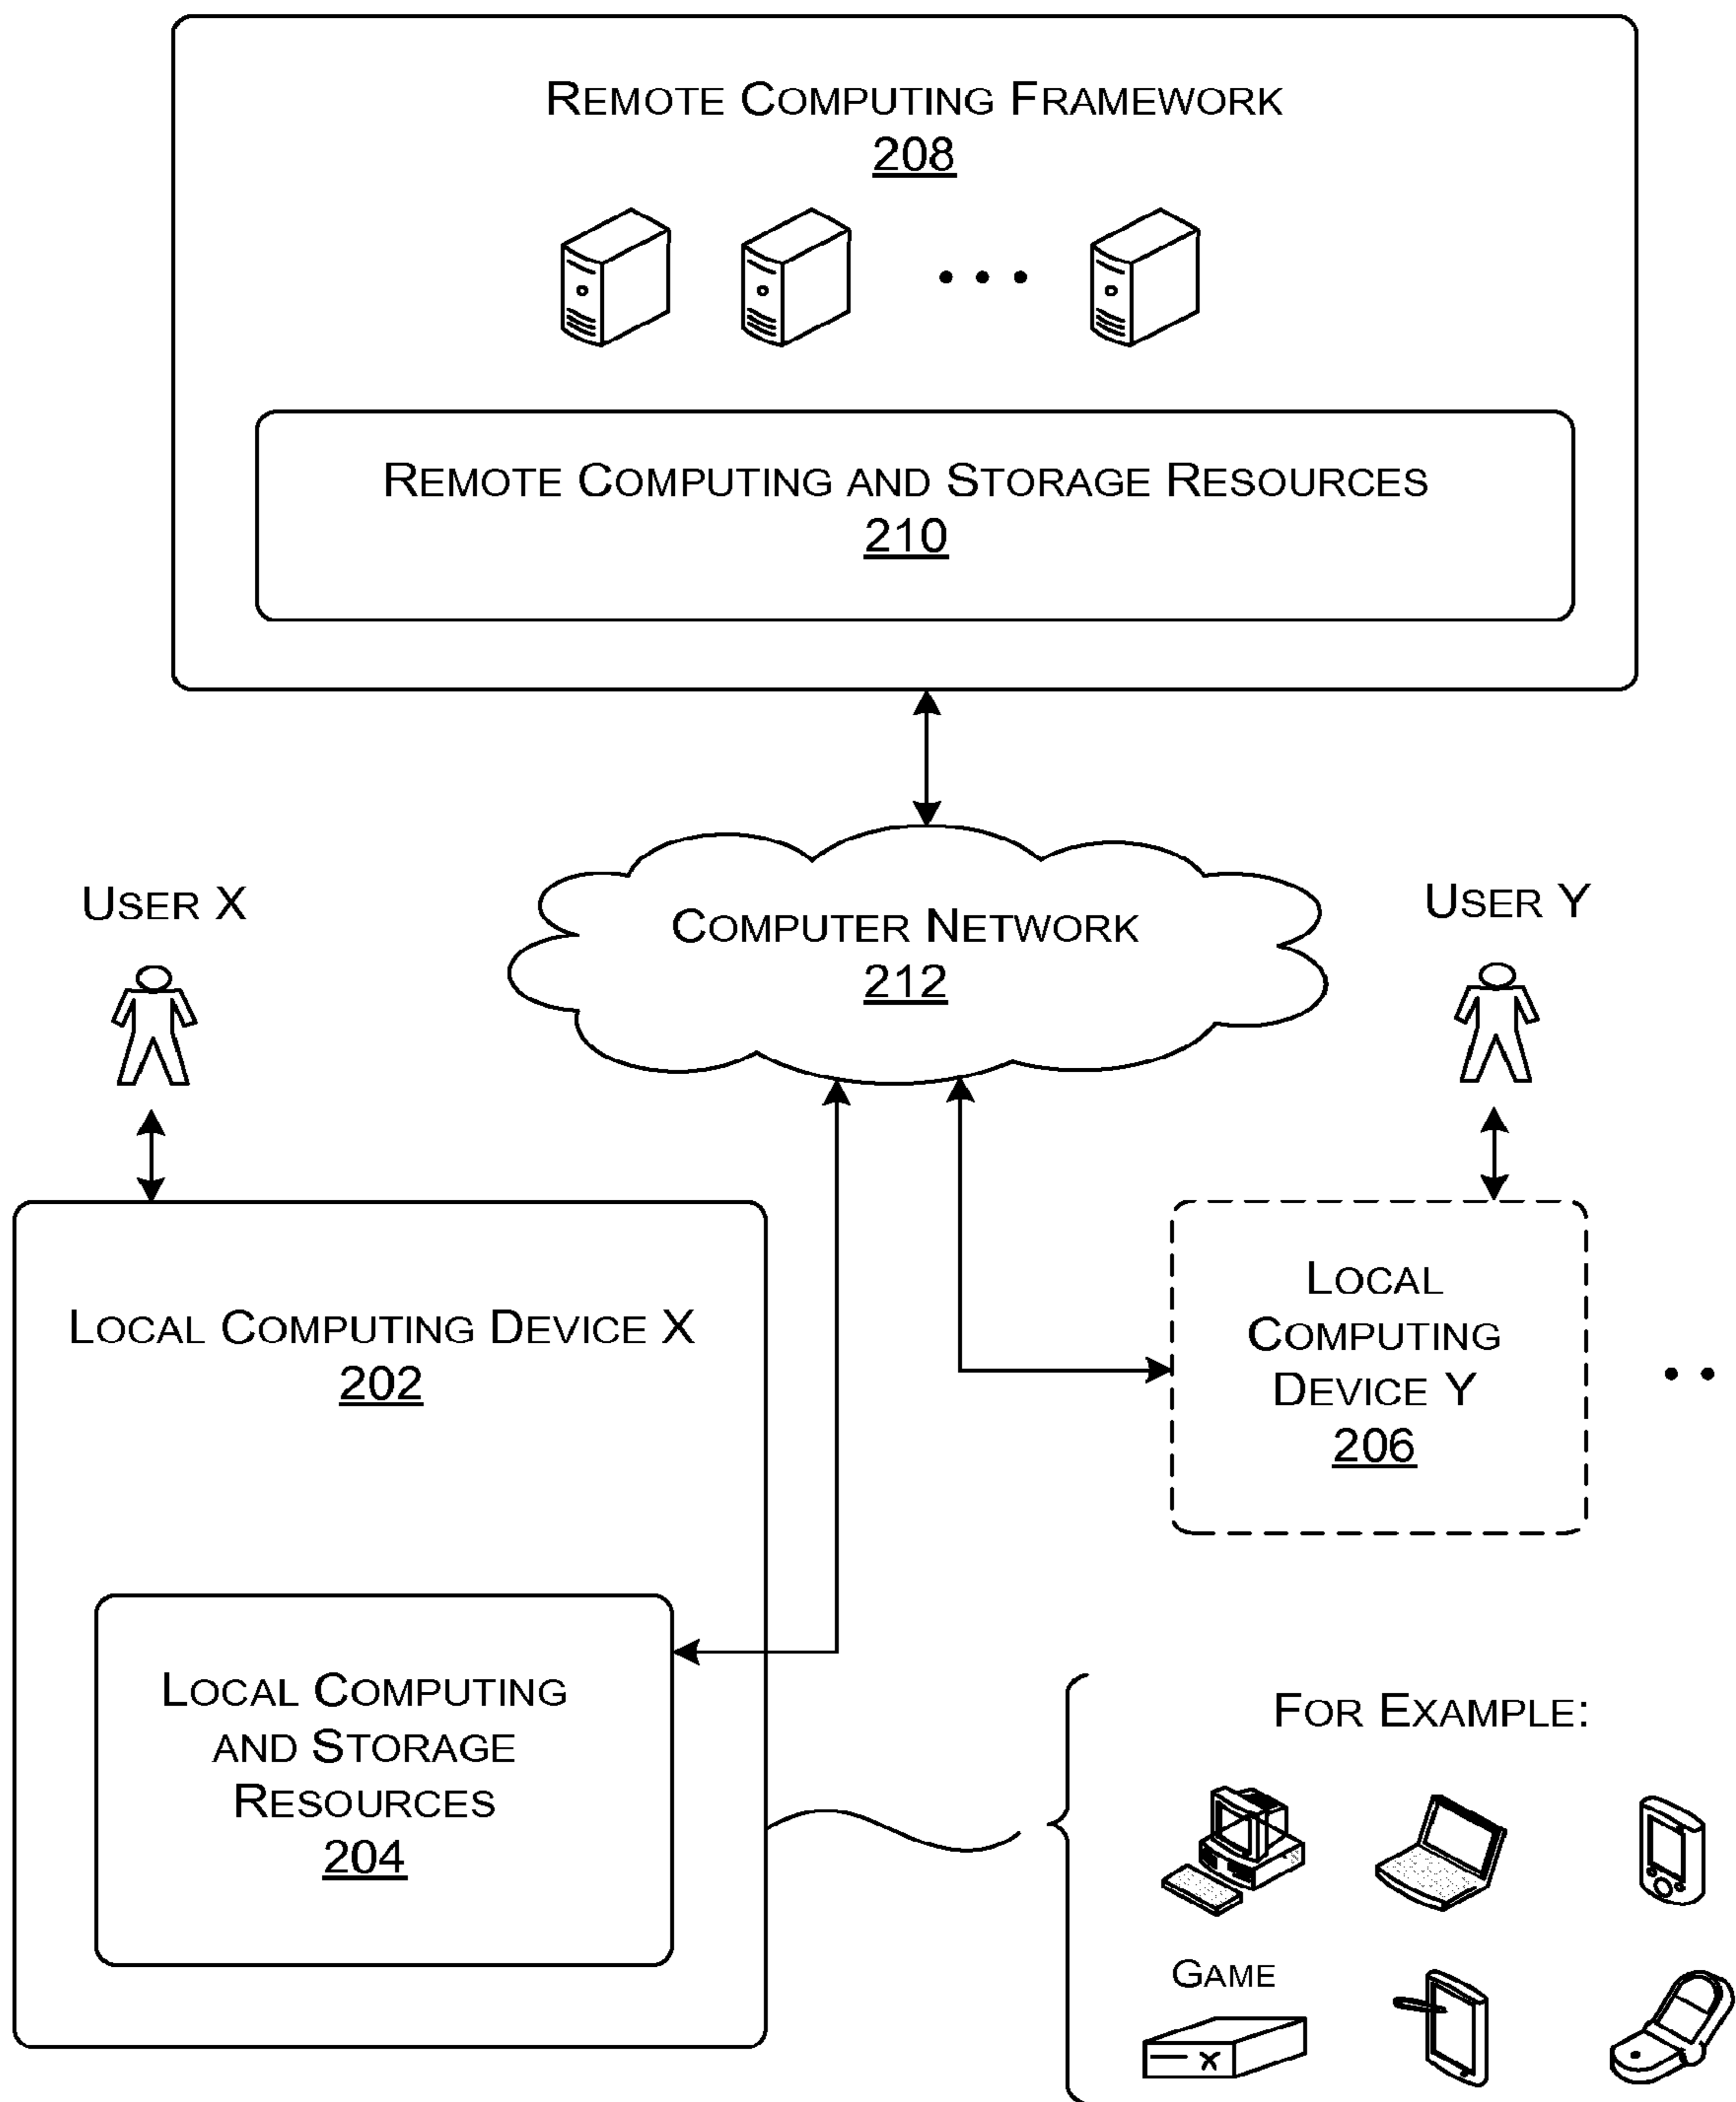 REMOTE COMPUTING FRAMEWORK
208
REMOTE COMPUTING AND STORAGE RESOURCES
210
USER X
COMPUTER NETWORK
212
USER Y
LOCAL COMPUTING DEVICE X
202
LOCAL
COMPUTING
DEVICE Y
206
LOCAL COMPUTING
AND STORAGE
RESOURCES
204
FOR EXAMPLE:
GAME
X